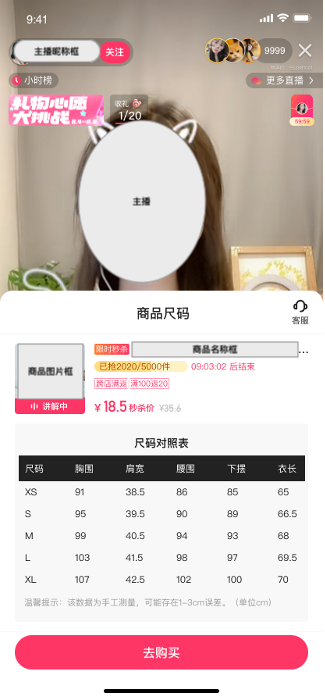 9:41
主播昵称框 关注 9999
小时榜 更多直播
礼物心愿 收礼
大挑战 1/20
59:59
主播
商品尺码
客服
限时秒杀 商品名称框...
商品图片框 已抢2020/5000件 09:03:02 后结束
跨店满返 满100返20
讲解中 ¥18.5 秒杀价 ¥35.6
尺码对照表
尺码 胸围 肩宽 腰围 下摆 衣长
XS 91 38.5 86 85 65
S 95 39.5 90 89 66.5
M 99 40.5 94 93 68
L 103 41.5 98 97 69.5
XL 107 42.5 102 100 70
温馨提示：该数据为手工测量，可能存在1~3cm误差。（单位cm）
去购买